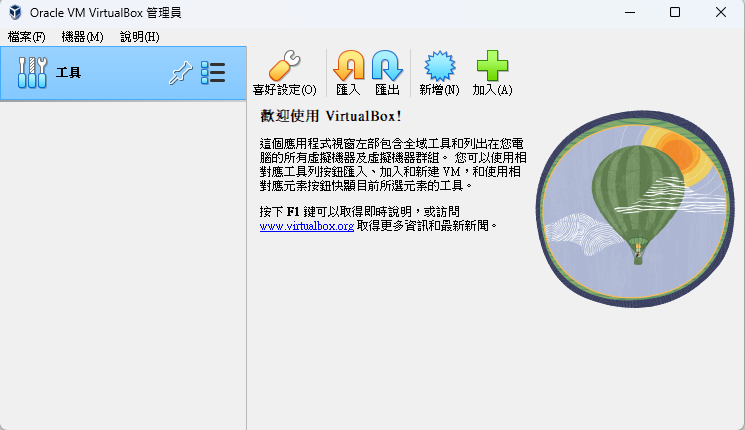 Oracle VM VirtualBox 管理員
檔案(F) 機器(M) 說明(H)
工具
喜好設定(O) 匯入 匯出 新增(N) 加入(A)
歡迎使用 VirtualBox!
這個應用程式視窗左部包含全域工具和列出在您電
腦的所有虛擬機器及虛擬機器群組。 您可以使用相
對應工具列按鈕匯入、加入和新建 VM，和使用相
對應元素按鈕快顯目前所選元素的工具。
按下 F1 鍵可以取得即時說明，或訪問
www.virtualbox.org 取得更多資訊和最新新聞。